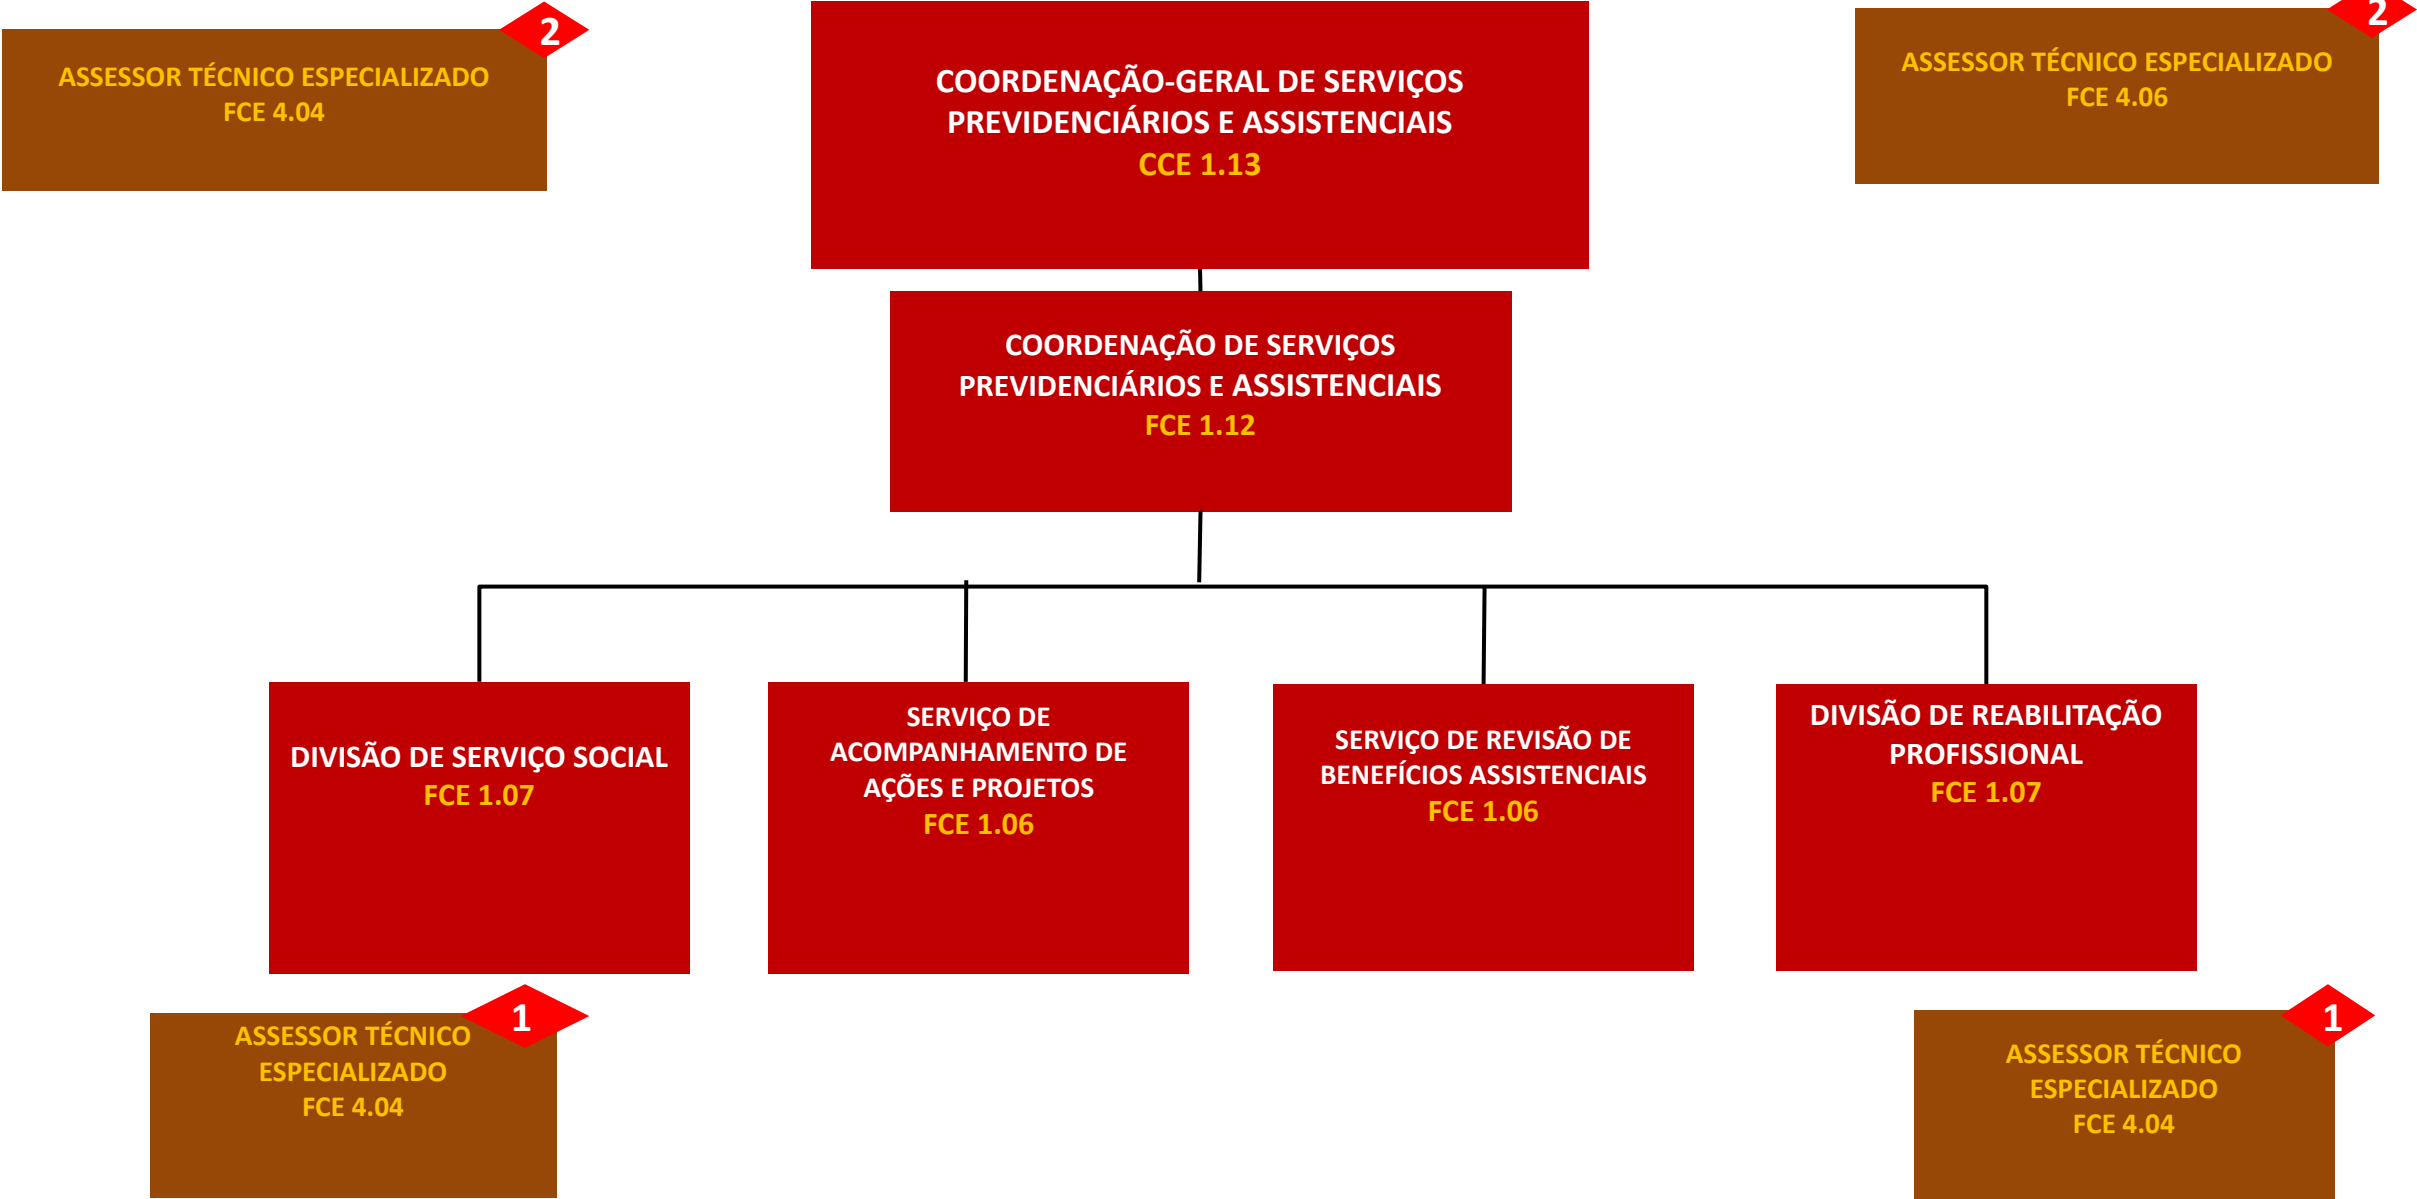 2
ASSESSOR TÉCNICO ESPECIALIZADO
FCE 4.04
COORDENAÇÃO-GERAL DE SERVIÇOS
PREVIDENCIÁRIOS E ASSISTENCIAIS
CCE 1.13
2
ASSESSOR TÉCNICO ESPECIALIZADO
FCE 4.06
COORDENAÇÃO DE SERVIÇOS
PREVIDENCIÁRIOS E ASSISTENCIAIS
FCE 1.12
DIVISÃO DE SERVIÇO SOCIAL
FCE 1.07
SERVIÇO DE
ACOMPANHAMENTO DE
AÇÕES E PROJETOS
FCE 1.06
SERVIÇO DE REVISÃO DE
BENEFÍCIOS ASSISTENCIAIS
FCE 1.06
DIVISÃO DE REABILITAÇÃO
PROFISSIONAL
FCE 1.07
1
ASSESSOR TÉCNICO
ESPECIALIZADO
FCE 4.04
1
ASSESSOR TÉCNICO
ESPECIALIZADO
FCE 4.04